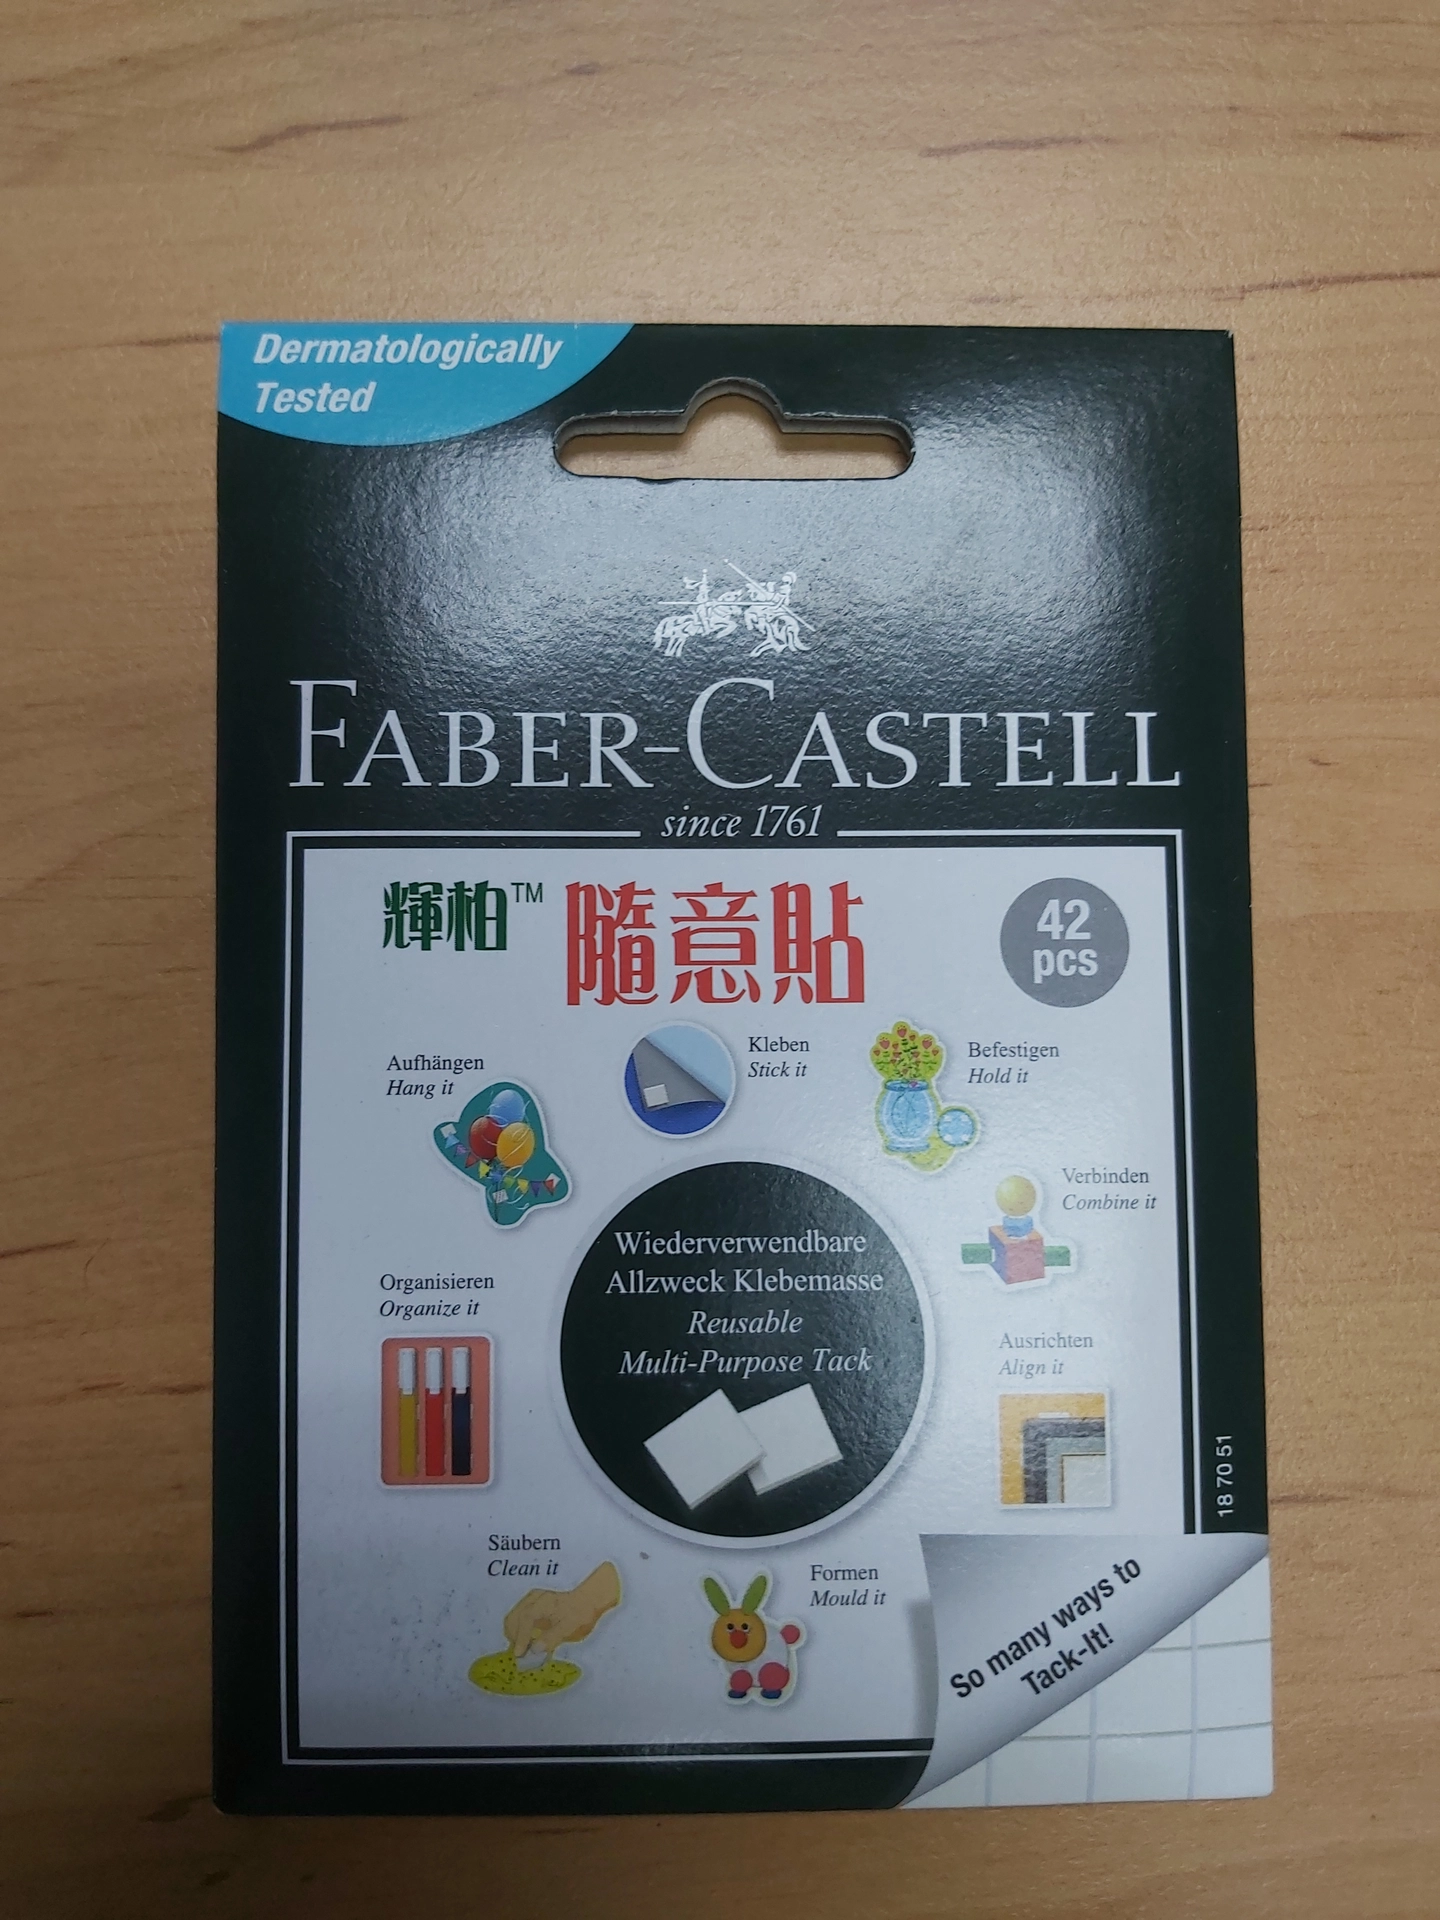 Dermatologically
Tested
FABER-CASTELL
since 1761
輝柏™ 隨意貼
42
pcs
Aufhängen
Hang it
Kleben
Stick it
Befestigen
Hold it
Verbinden
Combine it
Wiederverwendbare
Allzweck Klebemasse
Reusable
Multi-Purpose Tack
Organisieren
Organize it
Ausrichten
Align it
18 70 51
Säubern
Clean it
Formen
Mould it
So many ways to
Tack-It!